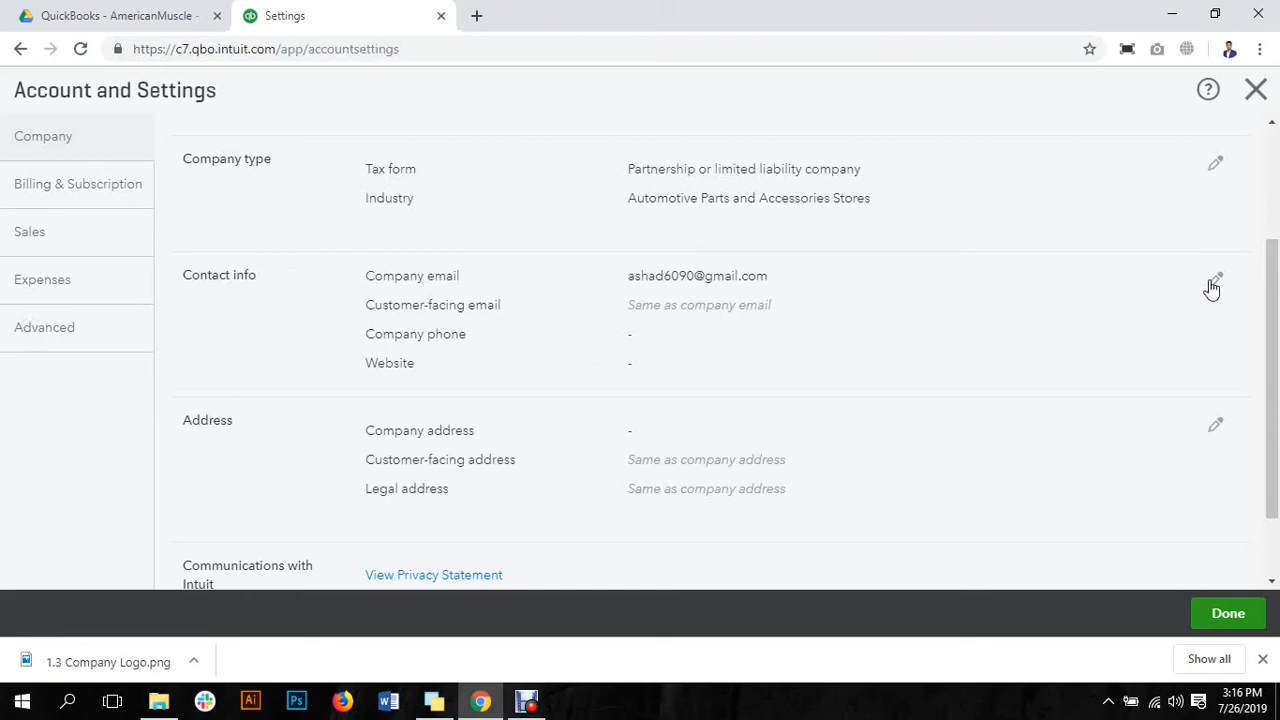 QuickBooks - AmericanMuscle -
Settings
https://c7.qbo.intuit.com/app/accountsettings
Account and Settings
Company
Billing & Subscription
Sales
Expenses
Advanced
Company type
Tax form
Partnership or limited liability company
Industry
Automotive Parts and Accessories Stores
Contact info
Company email
ashad6090@gmail.com
Customer-facing email
Same as company email
Company phone
-
Website
-
Address
Company address
-
Customer-facing address
Same as company address
Legal address
Same as company address
Communications with
Intuit
View Privacy Statement
Done
1.3 Company Logo.png
Show all
3:16 PM
7/26/2019